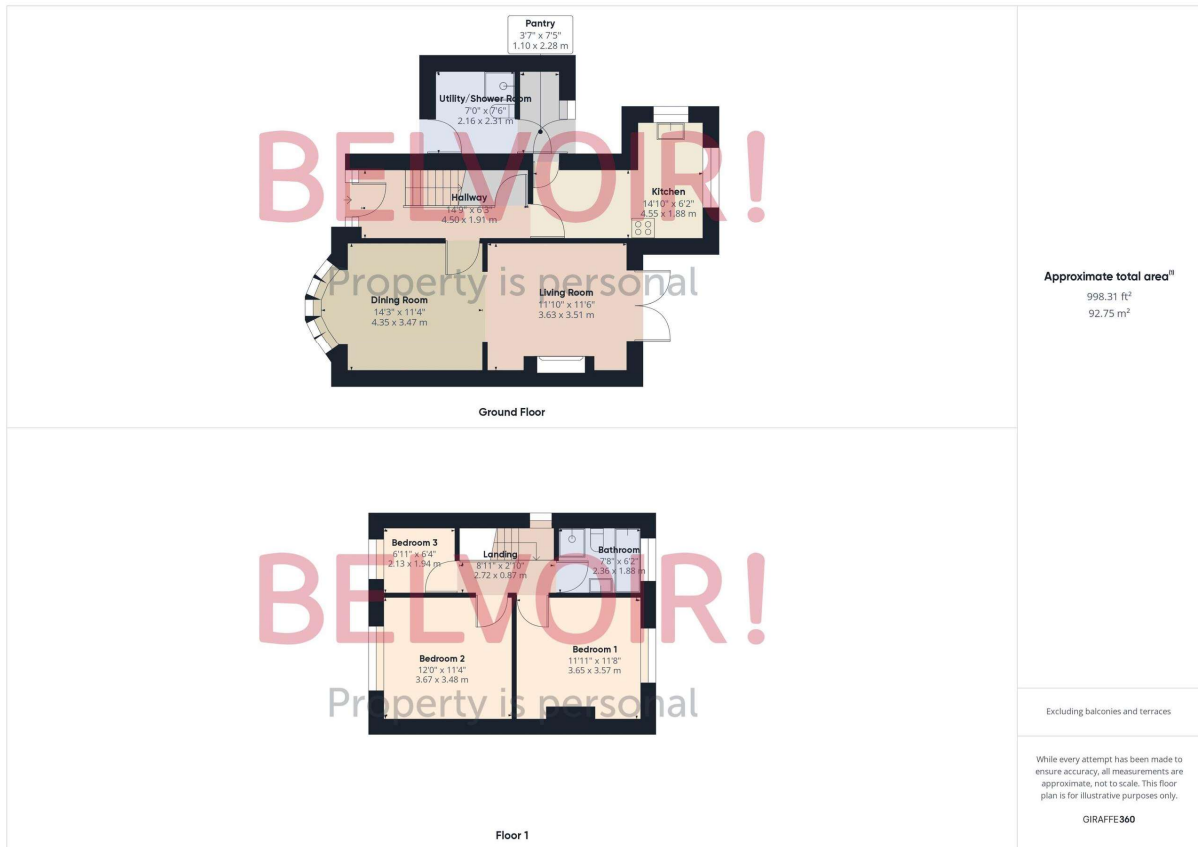 Pantry
3'7" x 7'5"
1.10 x 2.28 m
Utility/Shower Room
7'0" x 7'6"
2.16 x 2.31 m
BELVOIR!
Hallway
14'9" x 6'3"
4.50 x 1.91 m
Kitchen
14'10" x 6'2"
4.55 x 1.88 m
Property is personal
Dining Room
14'3" x 11'4"
4.35 x 3.47 m
Living Room
11'10" x 11'6"
3.63 x 3.51 m
Ground Floor
Approximate total area⁽¹⁾
998.31 ft²
92.75 m²
Bedroom 3
6'11" x 6'4"
2.13 x 1.94 m
Landing
8'11" x 2'10"
2.72 x 0.87 m
Bathroom
7'8" x 6'2"
2.36 x 1.88 m
BELVOIR!
Bedroom 2
12'0" x 11'4"
3.67 x 3.48 m
Bedroom 1
11'11" x 11'8"
3.65 x 3.57 m
Property is personal
Floor 1
Excluding balconies and terraces
While every attempt has been made to
ensure accuracy, all measurements are
approximate, not to scale. This floor
plan is for illustrative purposes only.
GIRAFFE360